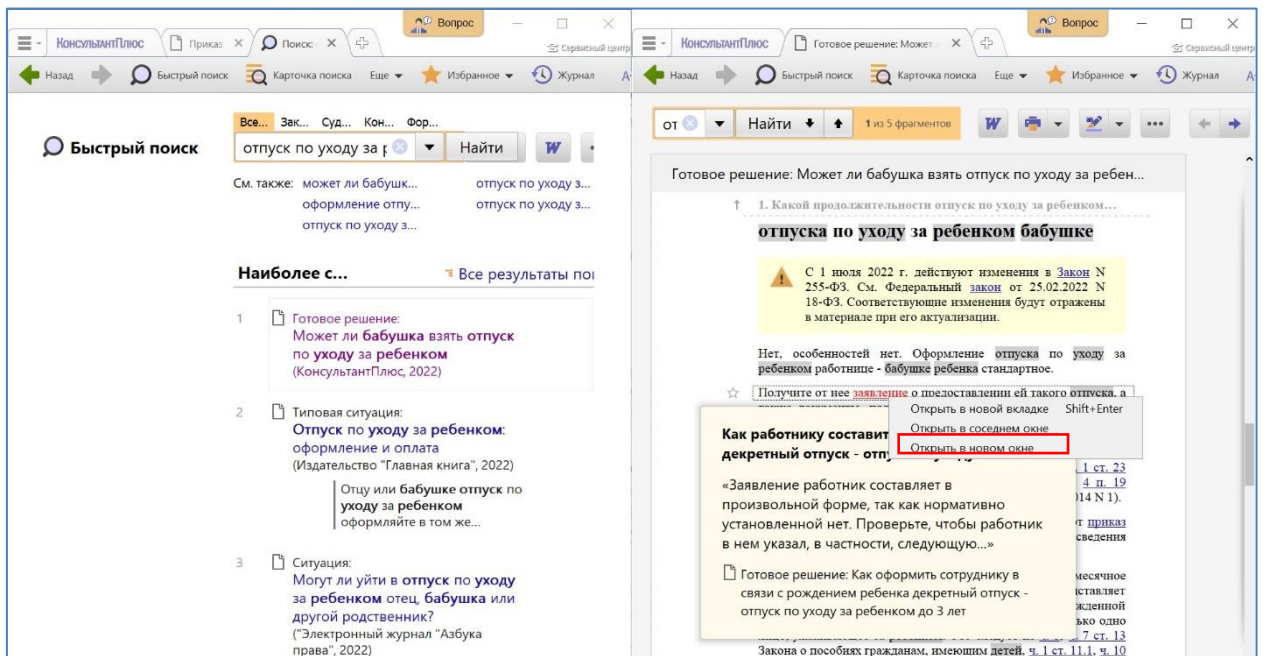 Вопрос
КонсультантПлюс
Приказ
Поиск:
Сервисный центр
Назад
Быстрый поиск
Карточка поиска
Еще
Избранное
Журнал
Все... Зак... Суд... Кон... Фор...
Быстрый поиск
отпуск по уходу за р
Найти
См. также: может ли бабушк... отпуск по уходу з...
оформление отпу... отпуск по уходу з...
отпуск по уходу з...
Наиболее с...
Все результаты пои
1 Готовое решение:
Может ли бабушка взять отпуск
по уходу за ребенком
(КонсультантПлюс, 2022)
2 Типовая ситуация:
Отпуск по уходу за ребенком:
оформление и оплата
(Издательство "Главная книга", 2022)
Отцу или бабушке отпуск по
уходу за ребенком
оформляйте в том же...
3 Ситуация:
Могут ли уйти в отпуск по уходу
за ребенком отец, бабушка или
другой родственник?
("Электронный журнал "Азбука
права", 2022)
Вопрос
КонсультантПлюс
Готовое решение: Может
Сервисный центр
Назад
Быстрый поиск
Карточка поиска
Еще
Избранное
Журнал
от
Найти
1 из 5 фрагментов
Готовое решение: Может ли бабушка взять отпуск по уходу за ребен...
↑ 1. Какой продолжительности отпуск по уходу за ребенком...
отпуска по уходу за ребенком бабушке
С 1 июля 2022 г. действуют изменения в Закон N
255-ФЗ. См. Федеральный закон от 25.02.2022 N
18-ФЗ. Соответствующие изменения будут отражены
в материале при его актуализации.
Нет, особенностей нет. Оформление отпуска по уходу за
ребенком работнице - бабушке ребенка стандартное.
Получите от нее заявление о предоставлении ей такого отпуска, а
Открыть в новой вкладке Shift+Enter
Открыть в соседнем окне
Открыть в новом окне
Как работнику составит
декретный отпуск -
«Заявление работник составляет в
произвольной форме, так как нормативно
установленной нет. Проверьте, чтобы работник
в нем указал, в частности, следующую...»
Готовое решение: Как оформить сотруднику в
связи с рождением ребенка декретный отпуск -
отпуск по уходу за ребенком до 3 лет
1 ст. 23
4 п. 19
014 N 1).
т приказ
сведения
месячное
ставляет
жденной
ько одно
7 ст. 13
Закона о пособиях гражданам, имеющим детей, ч. 1 ст. 11.1, ч. 10